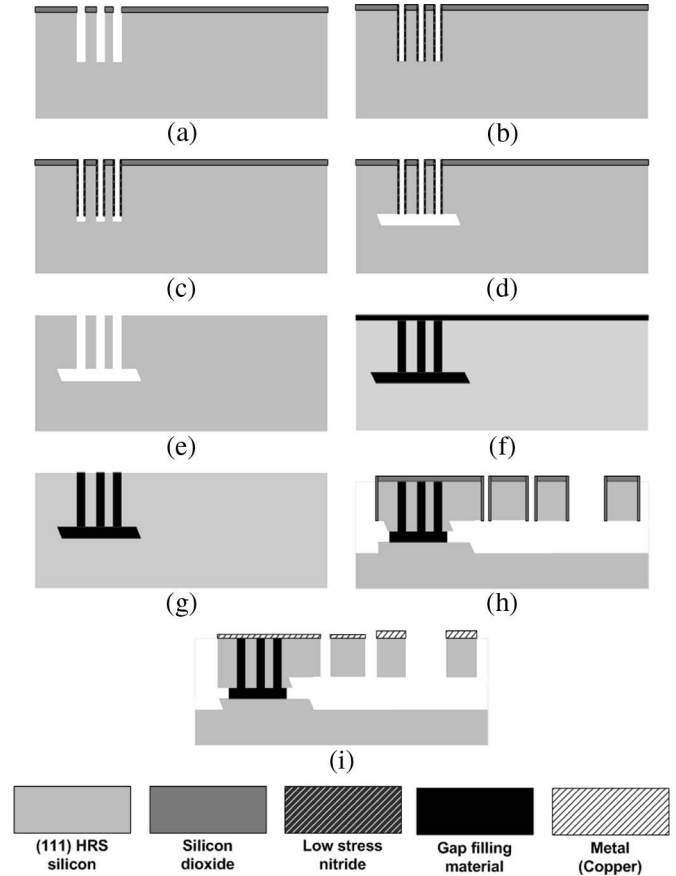 (a)
(b)
(c)
(d)
(e)
(f)
(g)
(h)
(i)
(111) HRS
silicon
Silicon
dioxide
Low stress
nitride
Gap filling
material
Metal
(Copper)